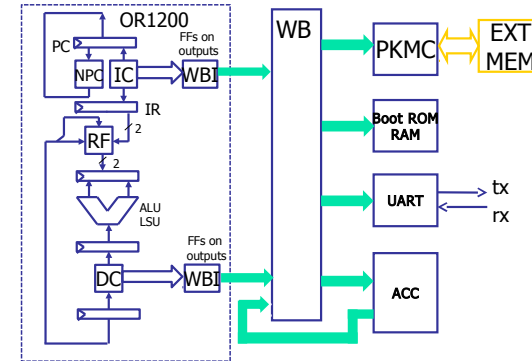 OR1200
PC
FFs on
outputs
NPC
IC
WBI
IR
2
RF
2
ALU
LSU
FFs on
outputs
DC
WBI
WB
PKMC
EXT
MEM
Boot ROM
RAM
UART
tx
rx
ACC